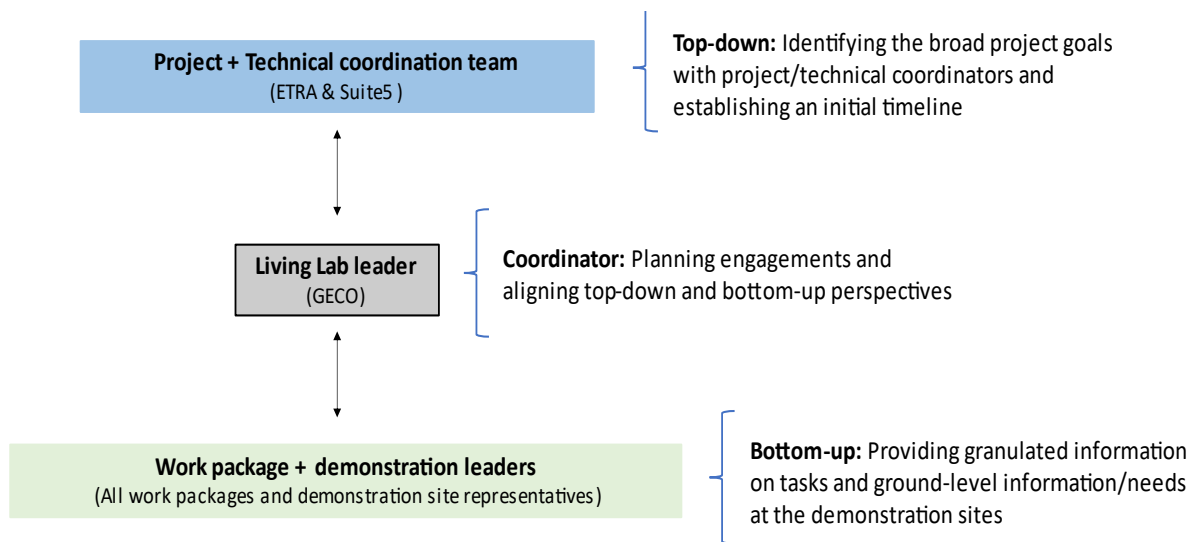 Project + Technical coordination team
(ETRA & Suite5 )
Top-down: Identifying the broad project goals
with project/technical coordinators and
establishing an initial timeline
Living Lab leader
(GECO)
Coordinator: Planning engagements and
aligning top-down and bottom-up perspectives
Work package + demonstration leaders
(All work packages and demonstration site representatives)
Bottom-up: Providing granulated information
on tasks and ground-level information/needs
at the demonstration sites